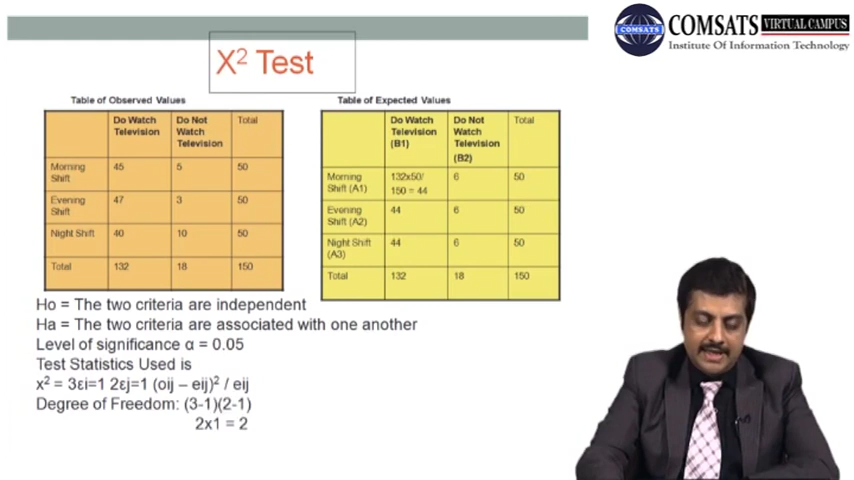 COMSATS VIRTUAL CAMPUS
COMSATS
Institute Of Information Technology
X² Test
Table of Observed Values
Do Watch Television | Do Not Watch Television | Total
Morning Shift | 45 | 5 | 50
Evening Shift | 47 | 3 | 50
Night Shift | 40 | 10 | 50
Total | 132 | 18 | 150
Table of Expected Values
Do Watch Television (B1) | Do Not Watch Television (B2) | Total
Morning Shift (A1) | 132x50/ 150 = 44 | 6 | 50
Evening Shift (A2) | 44 | 6 | 50
Night Shift (A3) | 44 | 6 | 50
Total | 132 | 18 | 150
Ho = The two criteria are independent
Ha = The two criteria are associated with one another
Level of significance α = 0.05
Test Statistics Used is
x² = 3εi=1 2εj=1 (oij – eij)² / eij
Degree of Freedom: (3-1)(2-1)
2x1 = 2